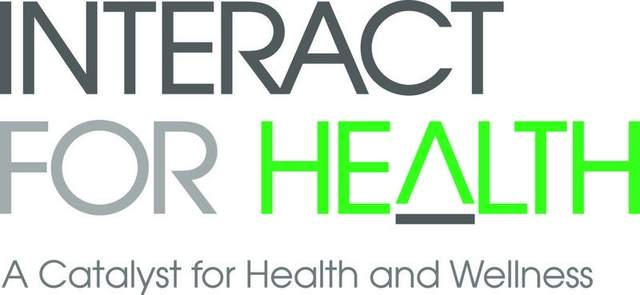 INTERACT
FOR HEALTH
A Catalyst for Health and Wellness